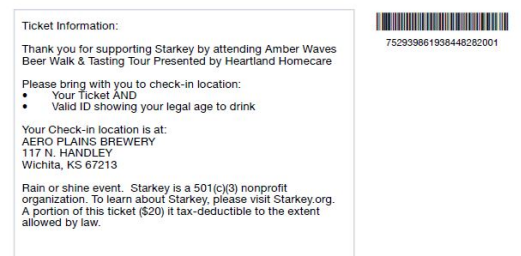 Ticket Information:
Thank you for supporting Starkey by attending Amber Waves
Beer Walk & Tasting Tour Presented by Heartland Homecare
Please bring with you to check-in location:
• Your Ticket AND
• Valid ID showing your legal age to drink
Your Check-in location is at:
AERO PLAINS BREWERY
117 N. HANDLEY
Wichita, KS 67213
Rain or shine event. Starkey is a 501(c)(3) nonprofit
organization. To learn about Starkey, please visit Starkey.org.
A portion of this ticket ($20) it tax-deductible to the extent
allowed by law.
752939861938448282001